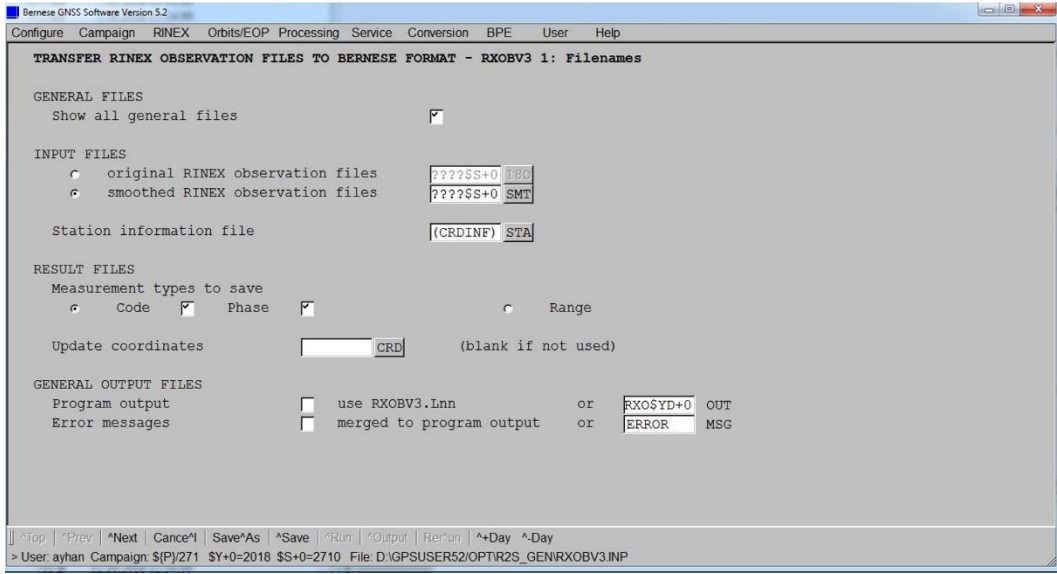 Bernese GNSS Software Version 5.2
Configure Campaign RINEX Orbits/EOP Processing Service Conversion BPE User Help
TRANSFER RINEX OBSERVATION FILES TO BERNESE FORMAT - RXOBV3 1: Filenames
GENERAL FILES
Show all general files
INPUT FILES
original RINEX observation files ????$S+0 18O
smoothed RINEX observation files ????$S+0 SMT
Station information file (CRDINF) STA
RESULT FILES
Measurement types to save
Code Phase Range
Update coordinates CRD (blank if not used)
GENERAL OUTPUT FILES
Program output use RXOBV3.Lnn or RXO$YD+0 OUT
Error messages merged to program output or ERROR MSG
^Top ^Prev ^Next Cance^l Save^As ^Save ^Run ^Output Rer^un ^+Day ^-Day
> User: ayhan Campaign: ${P}/271 $Y+0=2018 $S+0=2710 File: D:\GPSUSER52/OPT\R2S_GEN\RXOBV3.INP